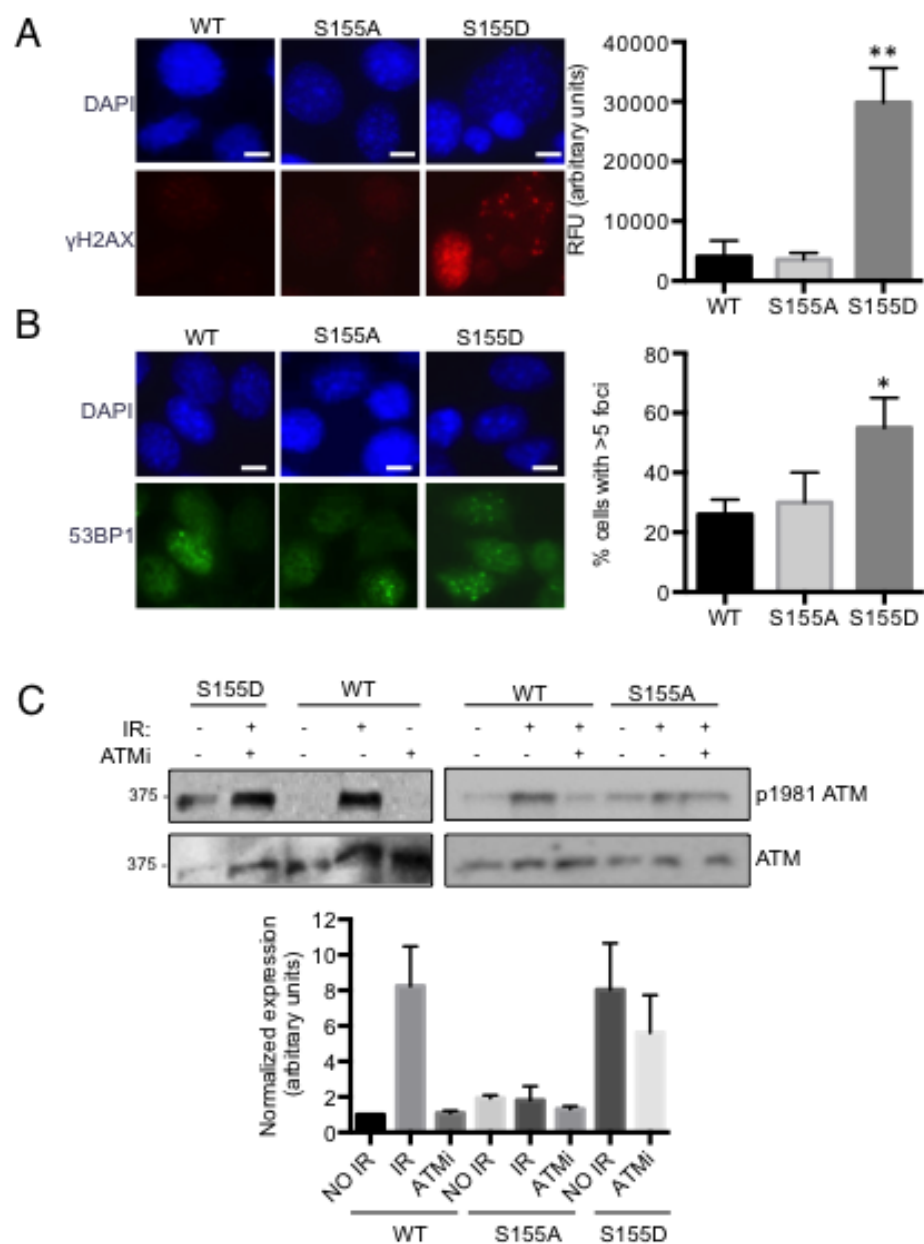 A
WT S155A S155D
DAPI
γH2AX
RFU (arbitrary units)
40000
30000
20000
10000
0
**
WT S155A S155D
B
WT S155A S155D
DAPI
53BP1
% cells with >5 foci
80
60
40
20
0
*
WT S155A S155D
C
S155D WT WT S155A
IR: - + - + - - + + - + +
ATMi - + - - + - - + - - +
375 p1981 ATM
375 ATM
Normalized expression
(arbitrary units)
12
10
8
6
4
2
0
NO IR IR ATMi NO IR IR ATMi NO IR ATMi
WT S155A S155D